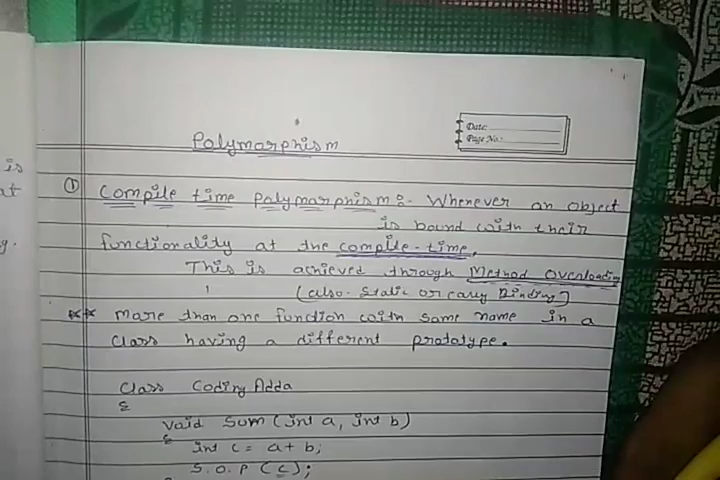 is
at
g.
Date:
Page No:
Polymorphism
① Compile time Polymorphism:- Whenever an object
is bound with their
functionality at the compile-time.
This is achieved through Method Overloading
(also. Static or early Binding)
** More than one function with same name in a
class having a different prototype.
class Coding Adda
{
void Sum (int a, int b)
{
int c = a + b;
S.O.P (c);